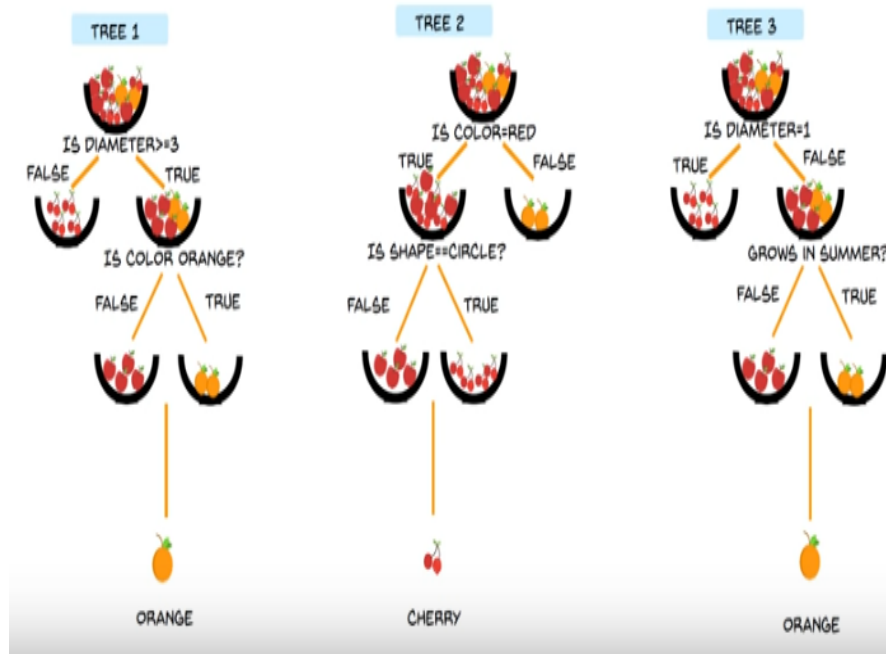 TREE 1
TREE 2
TREE 3
IS DIAMETER>=3
IS COLOR=RED
IS DIAMETER=1
FALSE
TRUE
TRUE
FALSE
TRUE
FALSE
IS COLOR ORANGE?
IS SHAPE==CIRCLE?
GROWS IN SUMMER?
FALSE
TRUE
FALSE
TRUE
FALSE
TRUE
ORANGE
CHERRY
ORANGE